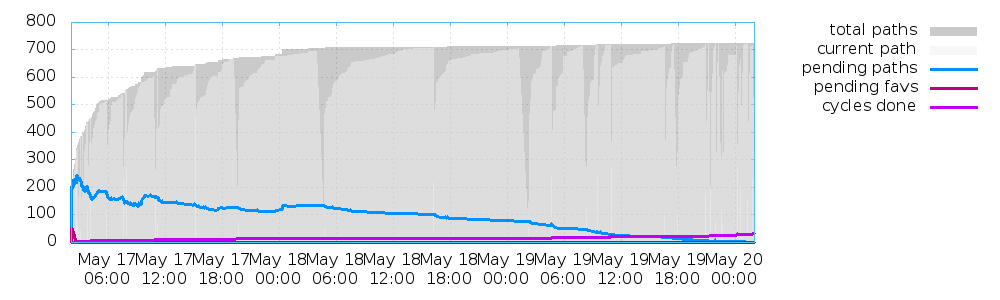 800
700
600
500
400
300
200
100
0
total paths
current path
pending paths
pending favs
cycles done
May 17 May 17 May 17 May 17 May 18 May 18 May 18 May 18 May 19 May 19 May 19 May 19 May 20
06:00 12:00 18:00 00:00 06:00 12:00 18:00 00:00 06:00 12:00 18:00 00:00